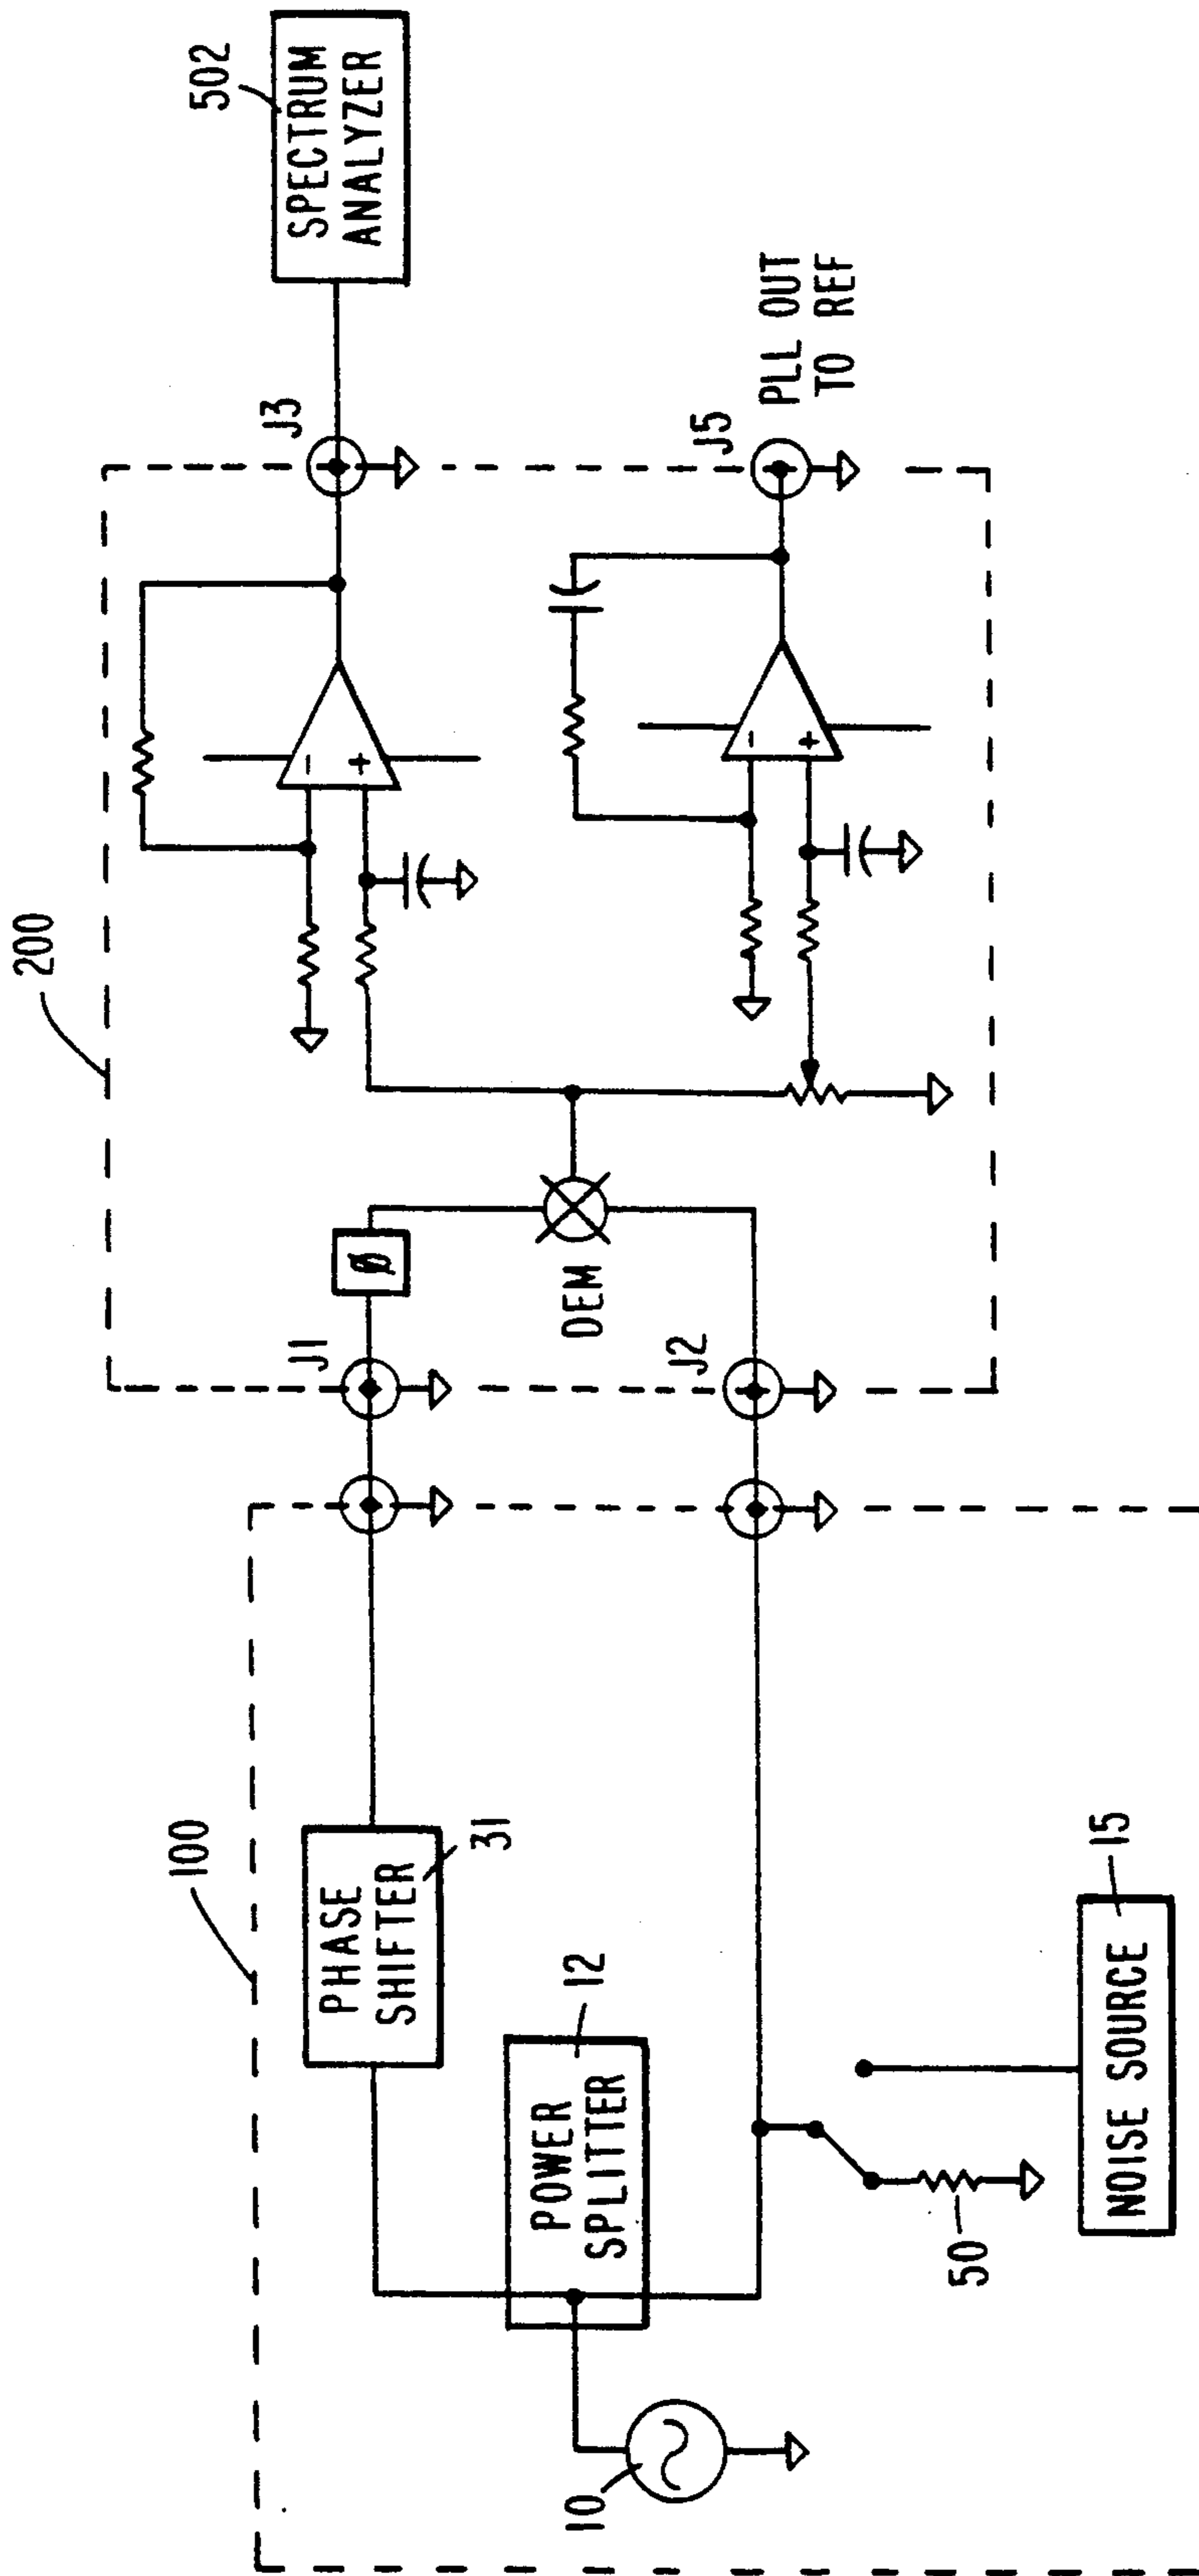 200
100
502
SPECTRUM
ANALYZER
J3
J1
Ø
−
+
PHASE
SHIFTER
31
POWER
SPLITTER
12
10
DEM
J2
J5
PLL OUT
TO REF
−
+
50
NOISE SOURCE
15